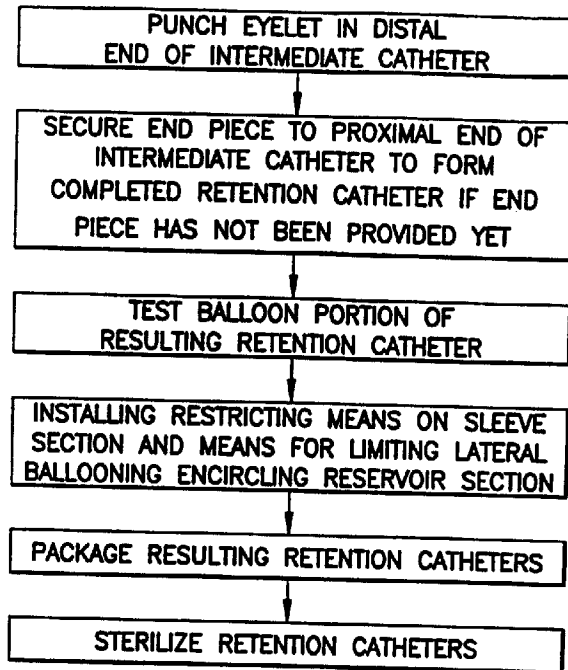 PUNCH EYELET IN DISTAL
END OF INTERMEDIATE CATHETER
SECURE END PIECE TO PROXIMAL END OF
INTERMEDIATE CATHETER TO FORM
COMPLETED RETENTION CATHETER IF END
PIECE HAS NOT BEEN PROVIDED YET
TEST BALLOON PORTION OF
RESULTING RETENTION CATHETER
INSTALLING RESTRICTING MEANS ON SLEEVE
SECTION AND MEANS FOR LIMITING LATERAL
BALLOONING ENCIRCLING RESERVOIR SECTION
PACKAGE RESULTING RETENTION CATHETERS
STERILIZE RETENTION CATHETERS